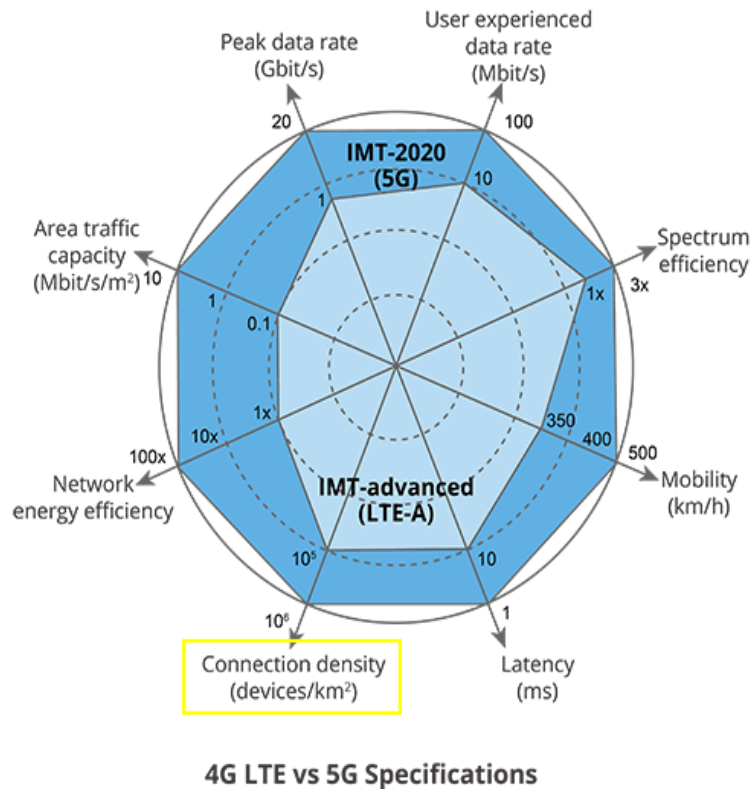 Peak data rate
(Gbit/s)
User experienced
data rate
(Mbit/s)
20
100
IMT-2020
(5G)
1
10
Area traffic
capacity
(Mbit/s/m²)
10
1
0.1
Spectrum
efficiency
1x
3x
1x
10x
100x
350
400
500
Network
energy efficiency
Mobility
(km/h)
IMT-advanced
(LTE-A)
10⁵
10
10⁶
1
Connection density
(devices/km²)
Latency
(ms)
4G LTE vs 5G Specifications